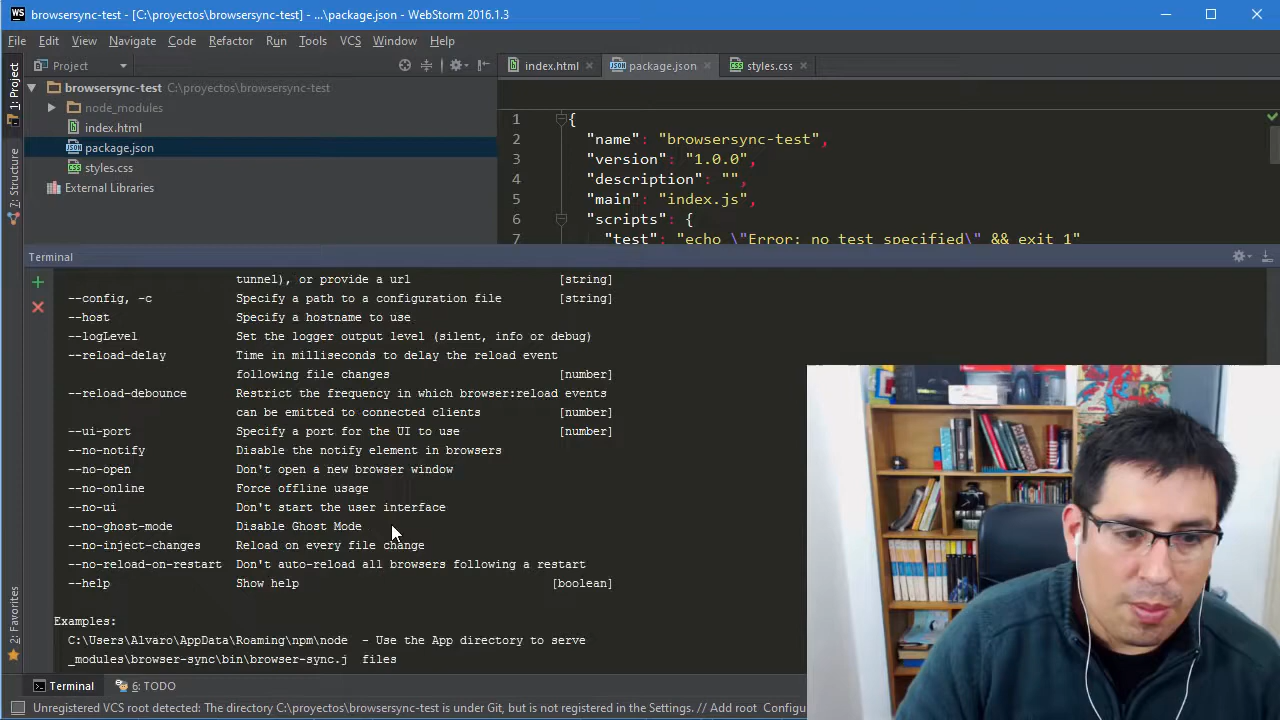 browsersync-test - [C:\proyectos\browsersync-test] - ...\package.json - WebStorm 2016.1.3
File Edit View Navigate Code Refactor Run Tools VCS Window Help
1: Project
7: Structure
2: Favorites
Project
browsersync-test C:\proyectos\browsersync-test
node_modules
index.html
package.json
styles.css
External Libraries
index.html package.json styles.css
1 {
2 "name": "browsersync-test",
3 "version": "1.0.0",
4 "description": "",
5 "main": "index.js",
6 "scripts": {
7 "test": "echo \"Error: no test specified\" && exit 1"
Terminal
tunnel), or provide a url [string]
--config, -c Specify a path to a configuration file [string]
--host Specify a hostname to use
--logLevel Set the logger output level (silent, info or debug)
--reload-delay Time in milliseconds to delay the reload event
following file changes [number]
--reload-debounce Restrict the frequency in which browser:reload events
can be emitted to connected clients [number]
--ui-port Specify a port for the UI to use [number]
--no-notify Disable the notify element in browsers
--no-open Don't open a new browser window
--no-online Force offline usage
--no-ui Don't start the user interface
--no-ghost-mode Disable Ghost Mode
--no-inject-changes Reload on every file change
--no-reload-on-restart Don't auto-reload all browsers following a restart
--help Show help [boolean]
Examples:
C:\Users\Alvaro\AppData\Roaming\npm\node - Use the App directory to serve
_modules\browser-sync\bin\browser-sync.j files
Terminal 6: TODO
Unregistered VCS root detected: The directory C:\proyectos\browsersync-test is under Git, but is not registered in the Settings. // Add root Configu